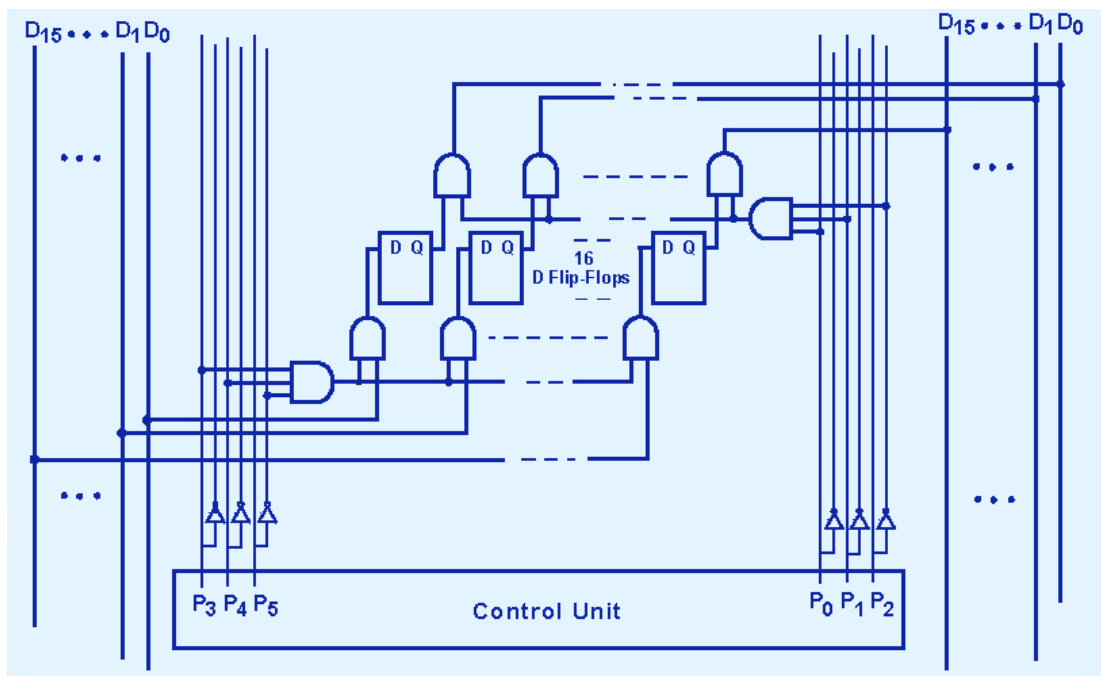 D15 • • • D1 D0
D15 • • • D1 D0
D Q
D Q
16
D Flip-Flops
D Q
P3 P4 P5
Control Unit
P0 P1 P2